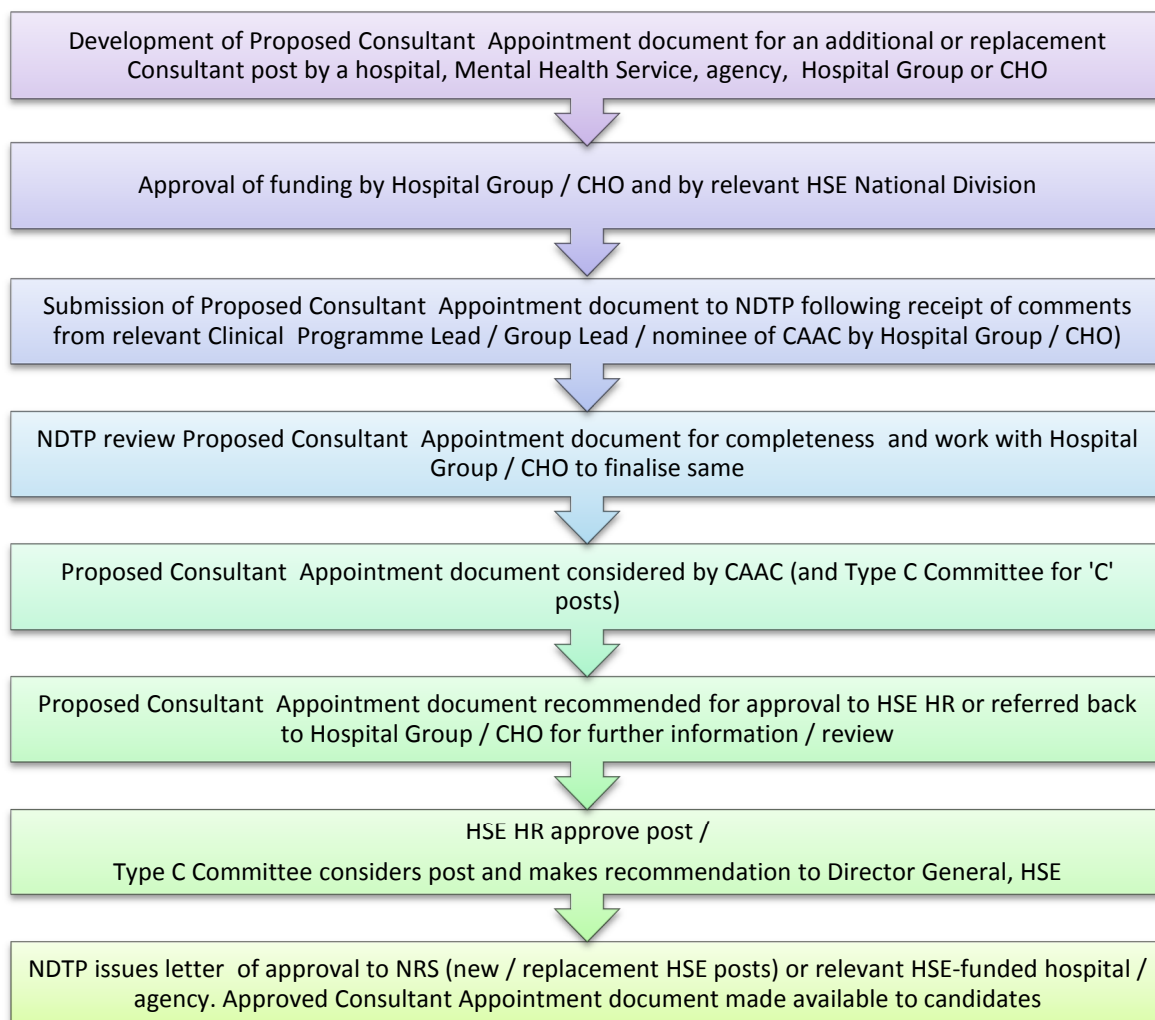 Development of Proposed Consultant Appointment document for an additional or replacement
Consultant post by a hospital, Mental Health Service, agency, Hospital Group or CHO
Approval of funding by Hospital Group / CHO and by relevant HSE National Division
Submission of Proposed Consultant Appointment document to NDTP following receipt of comments
from relevant Clinical Programme Lead / Group Lead / nominee of CAAC by Hospital Group / CHO)
NDTP review Proposed Consultant Appointment document for completeness and work with Hospital
Group / CHO to finalise same
Proposed Consultant Appointment document considered by CAAC (and Type C Committee for 'C'
posts)
Proposed Consultant Appointment document recommended for approval to HSE HR or referred back
to Hospital Group / CHO for further information / review
HSE HR approve post /
Type C Committee considers post and makes recommendation to Director General, HSE
NDTP issues letter of approval to NRS (new / replacement HSE posts) or relevant HSE-funded hospital /
agency. Approved Consultant Appointment document made available to candidates